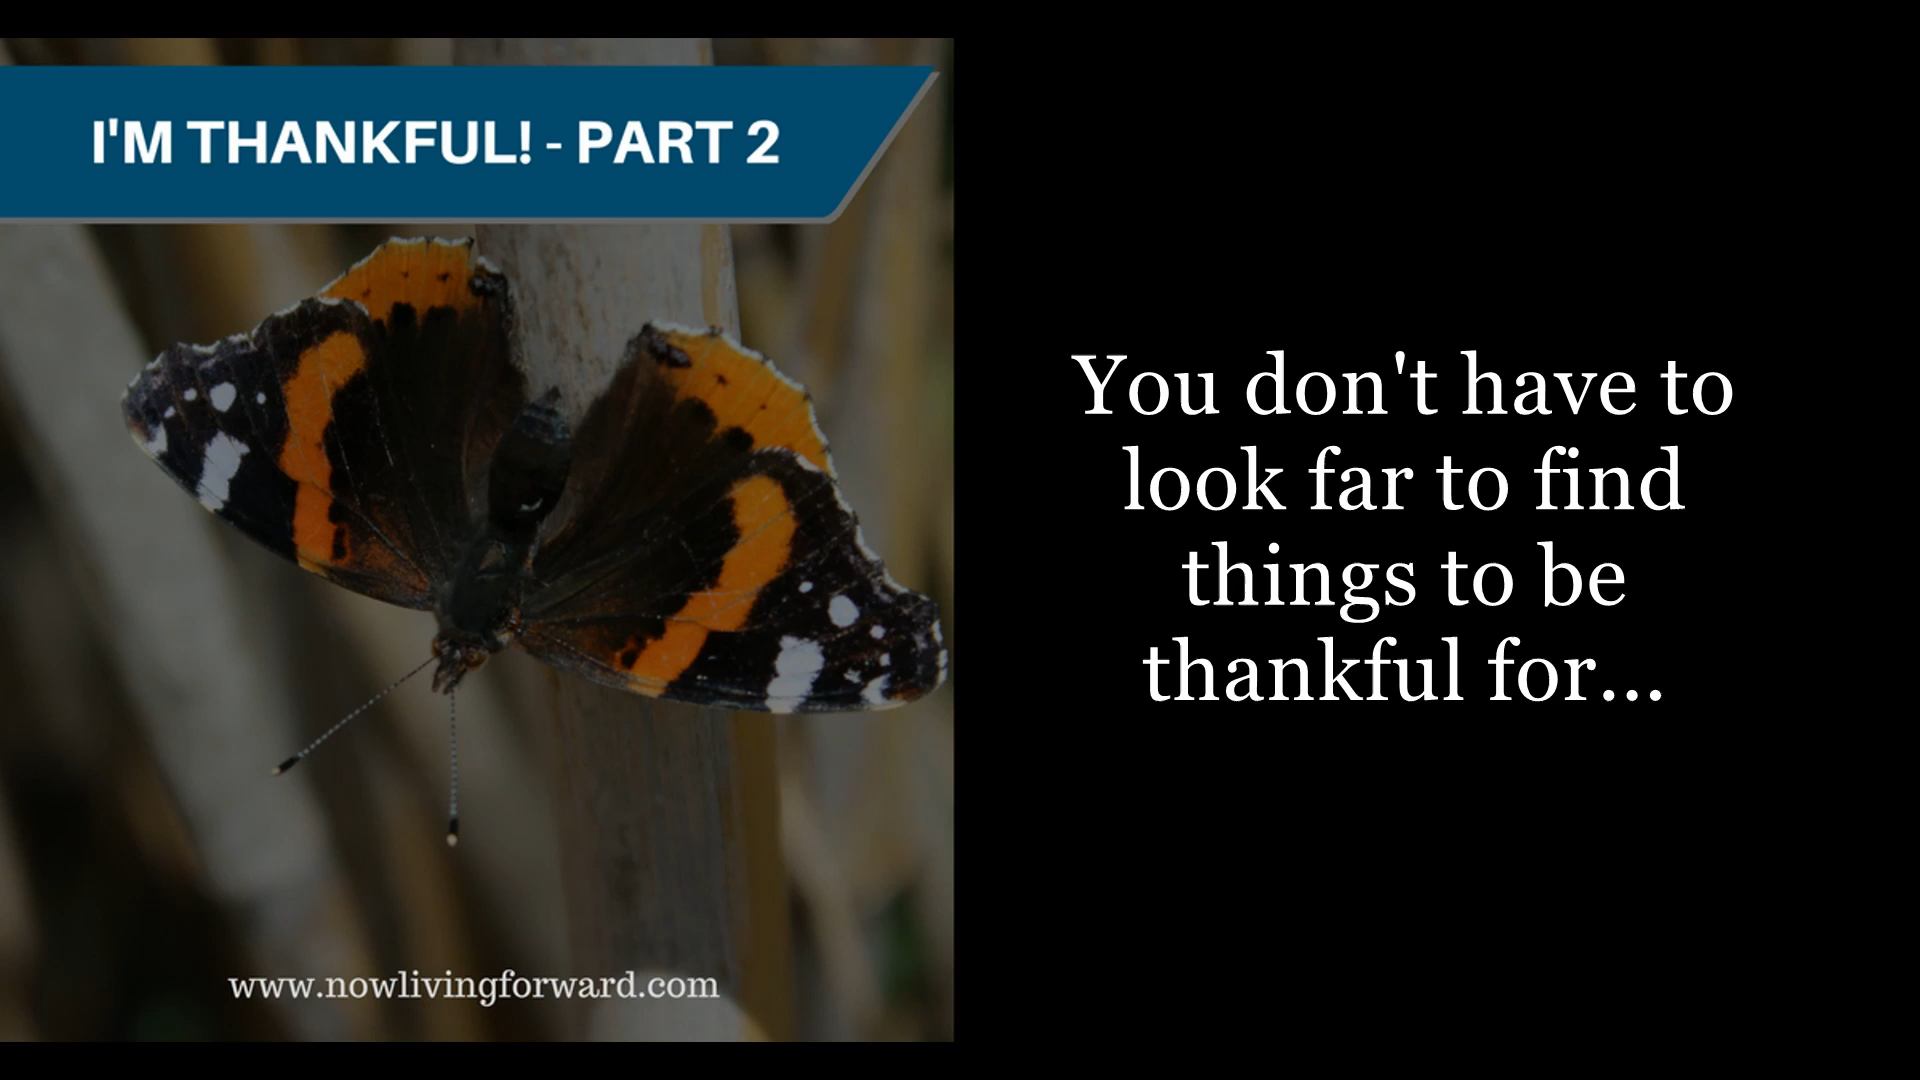 I'M THANKFUL! - PART 2
www.nowlivingforward.com
You don't have to
look far to find
things to be
thankful for...